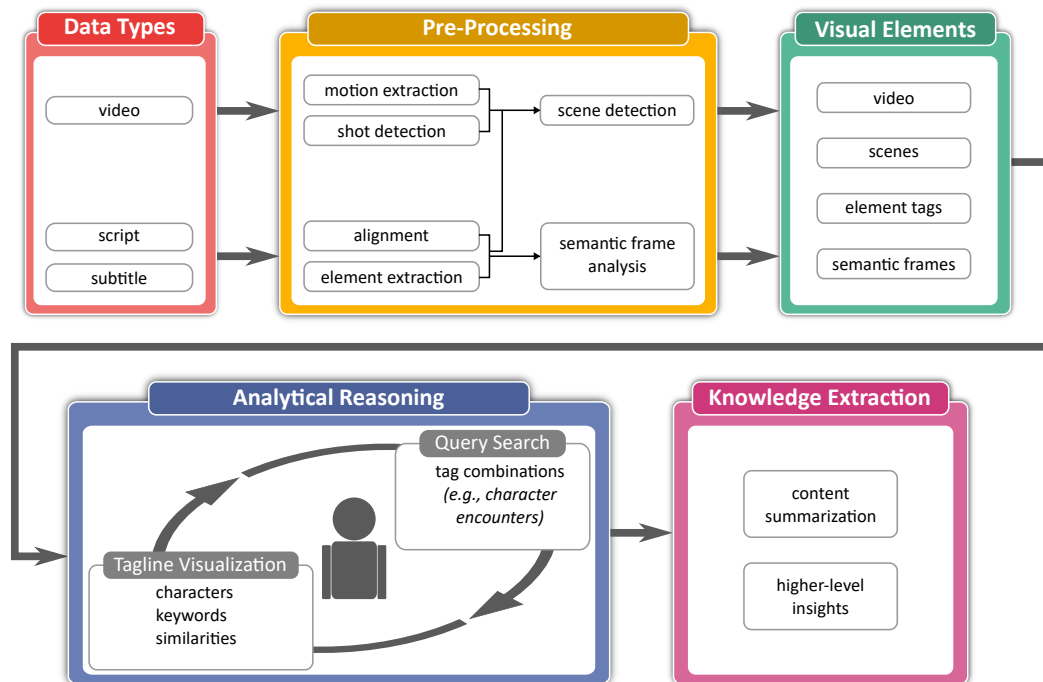 Data Types
video
script
subtitle
Pre-Processing
motion extraction
shot detection
scene detection
alignment
element extraction
semantic frame
analysis
Visual Elements
video
scenes
element tags
semantic frames
Analytical Reasoning
Query Search
tag combinations
(e.g., character
encounters)
Tagline Visualization
characters
keywords
similarities
Knowledge Extraction
content
summarization
higher-level
insights